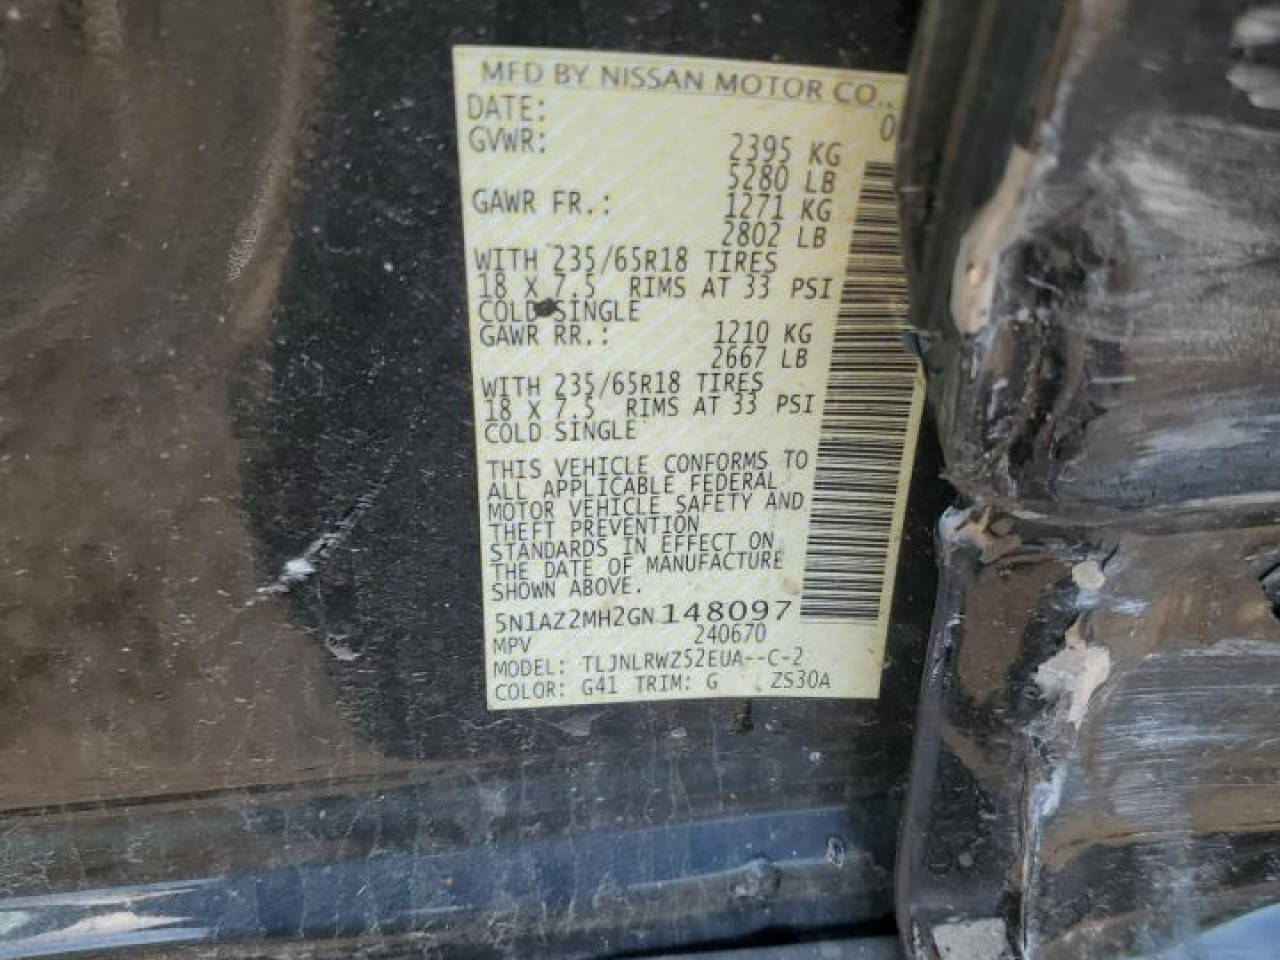 MFD BY NISSAN MOTOR CO.,
DATE: 0
GVWR: 2395 KG
5280 LB
GAWR FR.: 1271 KG
2802 LB
WITH 235/65R18 TIRES
18 X 7.5 RIMS AT 33 PSI
COLD SINGLE
GAWR RR.: 1210 KG
2667 LB
WITH 235/65R18 TIRES
18 X 7.5 RIMS AT 33 PSI
COLD SINGLE
THIS VEHICLE CONFORMS TO
ALL APPLICABLE FEDERAL
MOTOR VEHICLE SAFETY AND
THEFT PREVENTION
STANDARDS IN EFFECT ON
THE DATE OF MANUFACTURE
SHOWN ABOVE.
5N1AZ2MH2GN148097
MPV 240670
MODEL: TLJNLRWZ52EUA--C-2
COLOR: G41 TRIM: G ZS30A